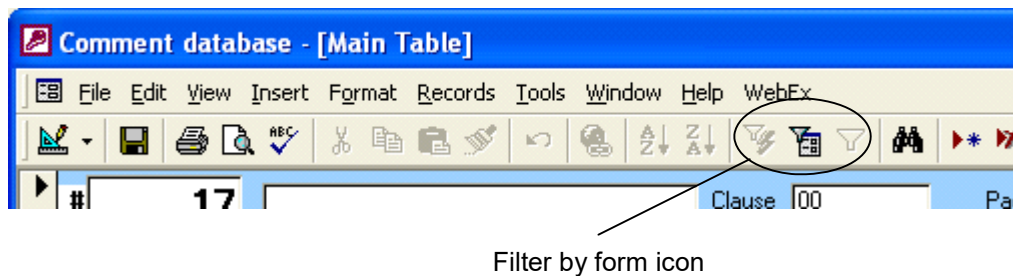 Comment database - [Main Table]
File Edit View Insert Format Records Tools Window Help WebEx
ABC A Z Z A
# 17 Clause 00 Pa
Filter by form icon